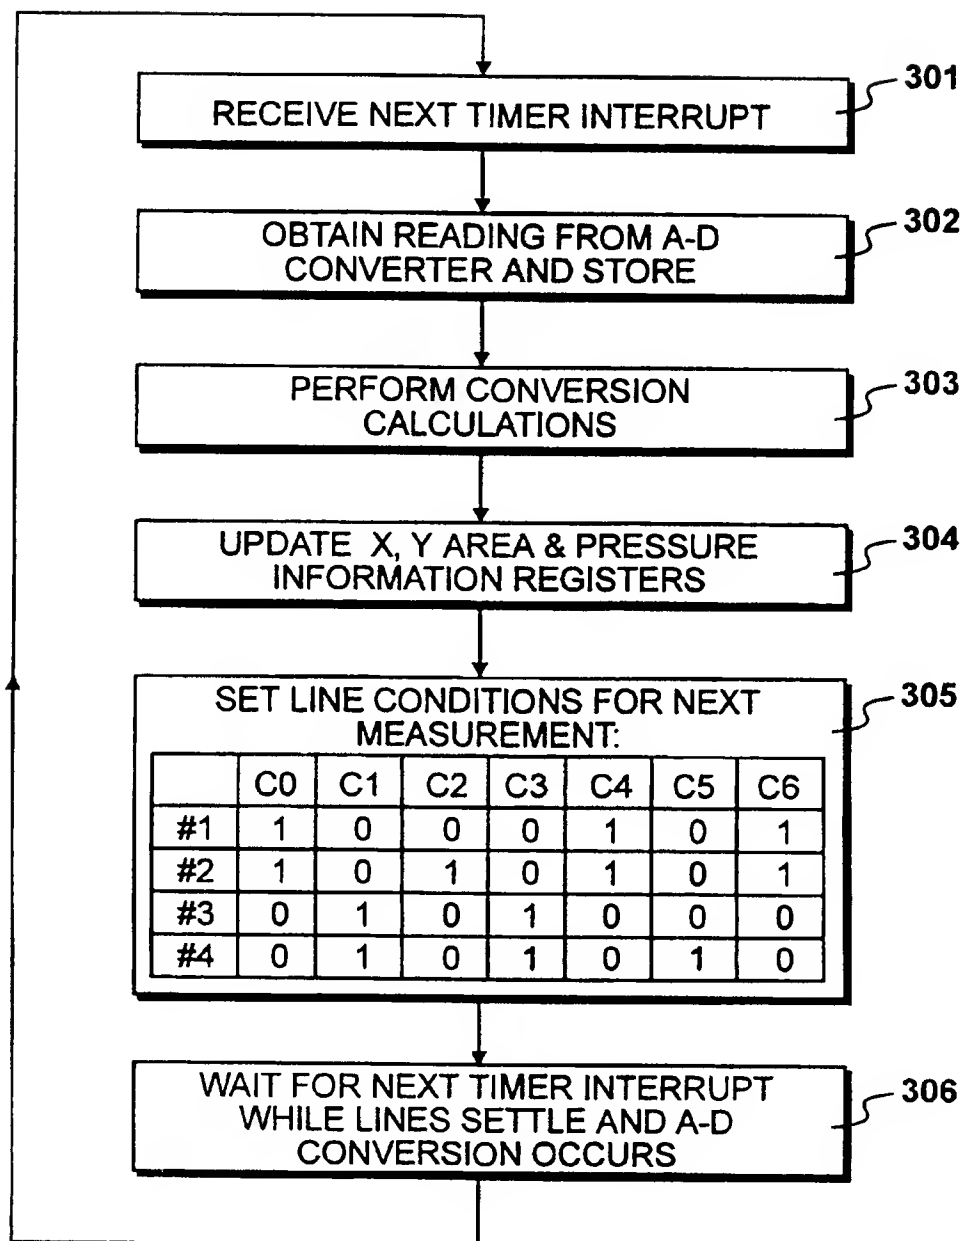 RECEIVE NEXT TIMER INTERRUPT
301
OBTAIN READING FROM A-D
CONVERTER AND STORE
302
PERFORM CONVERSION
CALCULATIONS
303
UPDATE X, Y AREA & PRESSURE
INFORMATION REGISTERS
304
SET LINE CONDITIONS FOR NEXT
MEASUREMENT:
305
C0 C1 C2 C3 C4 C5 C6
#1 1 0 0 0 1 0 1
#2 1 0 1 0 1 0 1
#3 0 1 0 1 0 0 0
#4 0 1 0 1 0 1 0
WAIT FOR NEXT TIMER INTERRUPT
WHILE LINES SETTLE AND A-D
CONVERSION OCCURS
306